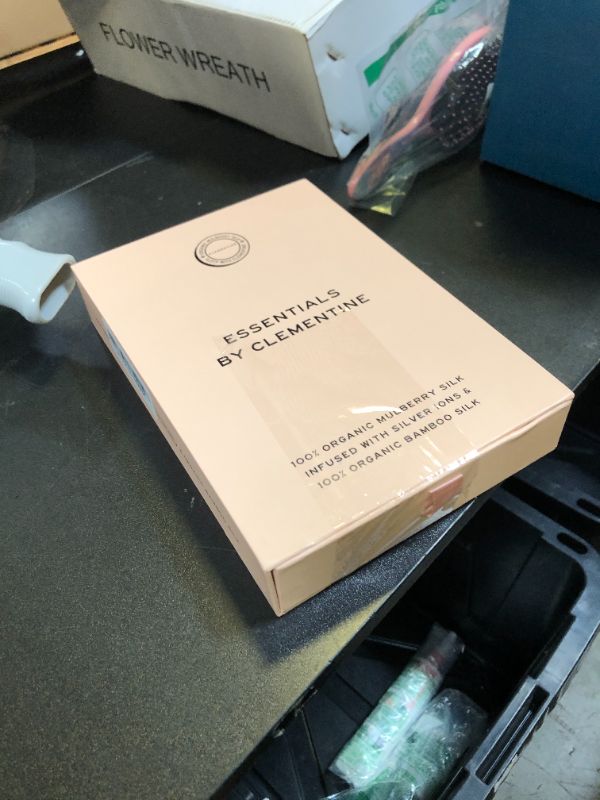 FLOWER WREATH
ESSENTIALS
BY CLEMENTINE
100% ORGANIC MULBERRY SILK
INFUSED WITH SILVER IONS &
100% ORGANIC BAMBOO SILK